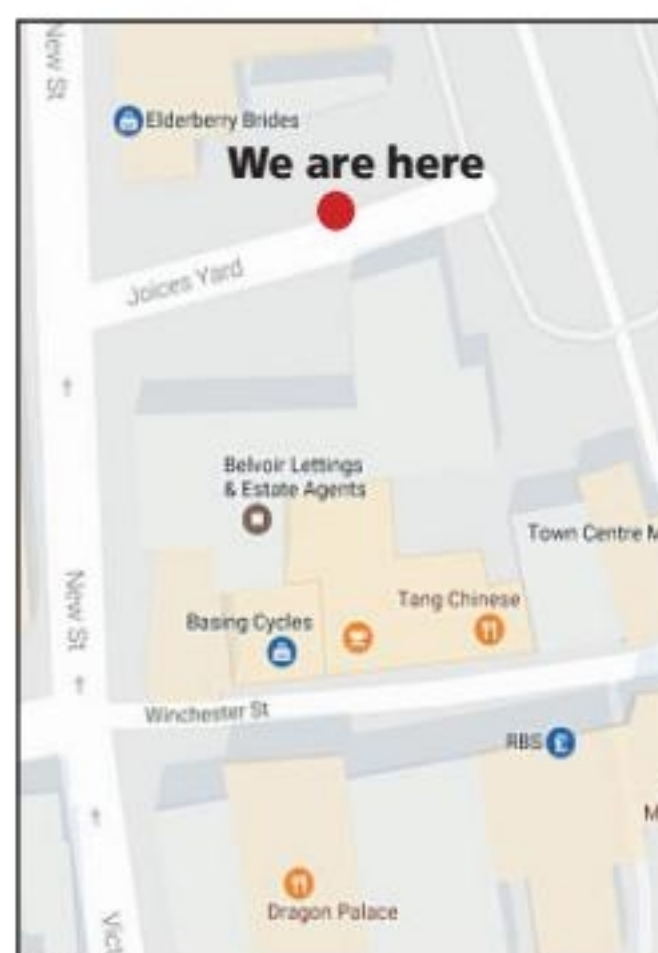 New St
Elderberry Brides
We are here
Joices Yard
Belvoir Lettings
& Estate Agents
New St
Tang Chinese
Town Centre M
Basing Cycles
Winchester St
RBS £
M
Dragon Palace
Vict